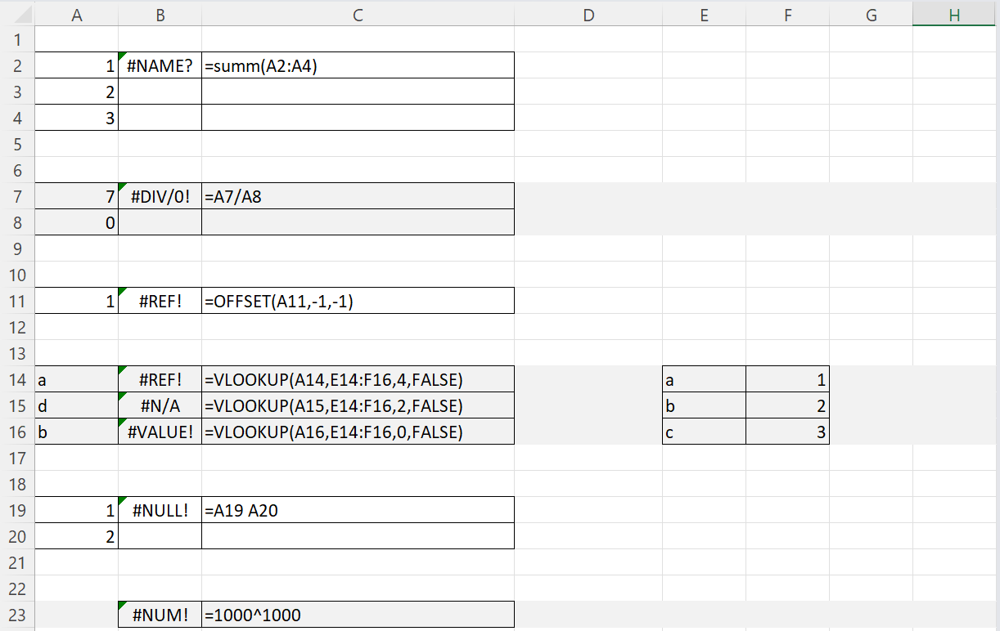 A B C D E F G H
1
2 1 #NAME? =summ(A2:A4)
3 2
4 3
5
6
7 7 #DIV/0! =A7/A8
8 0
9
10
11 1 #REF! =OFFSET(A11,-1,-1)
12
13
14 a #REF! =VLOOKUP(A14,E14:F16,4,FALSE) a 1
15 d #N/A =VLOOKUP(A15,E14:F16,2,FALSE) b 2
16 b #VALUE! =VLOOKUP(A16,E14:F16,0,FALSE) c 3
17
18
19 1 #NULL! =A19 A20
20 2
21
22
23 #NUM! =1000^1000